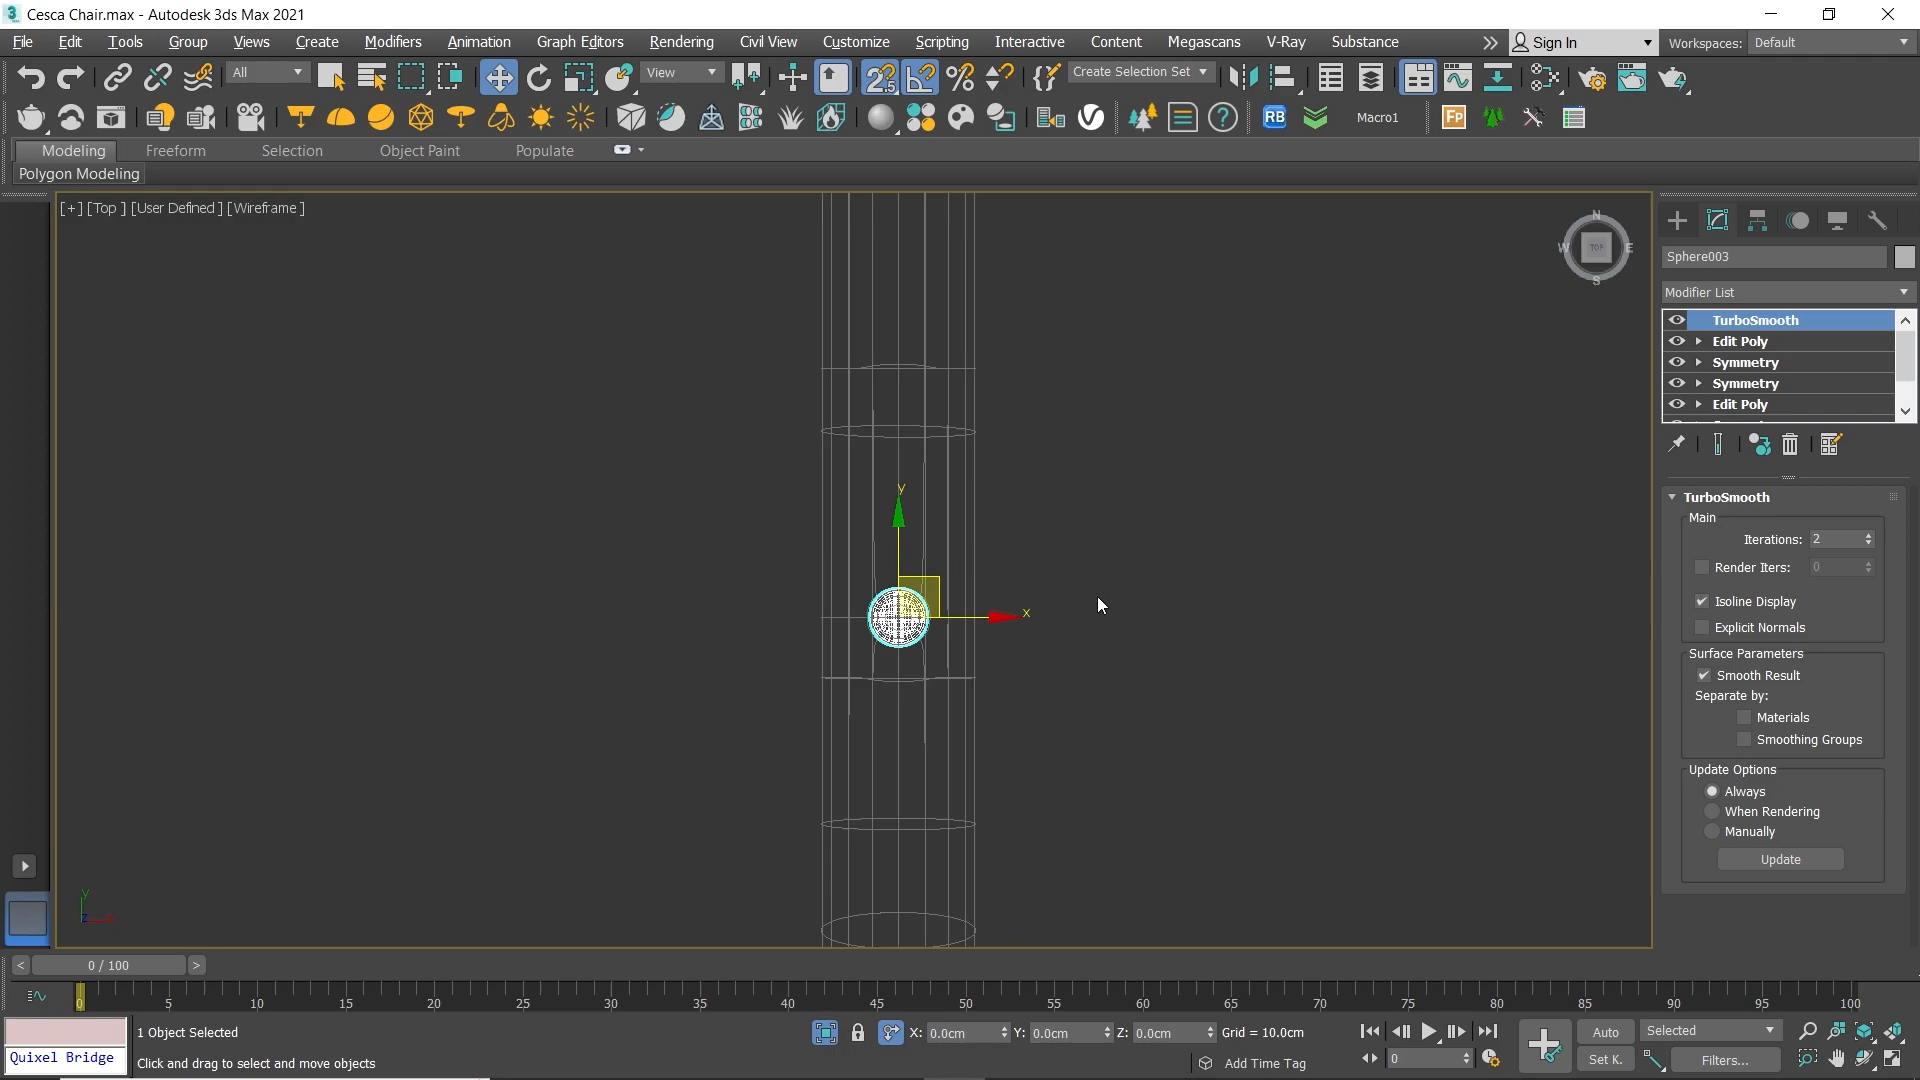 Cesca Chair.max - Autodesk 3ds Max 2021
File Edit Tools Group Views Create Modifiers Animation Graph Editors Rendering Civil View Customize Scripting Interactive Content Megascans V-Ray Substance Sign In Workspaces: Default
All View Create Selection Set
RB Macro1 FP
Modeling Freeform Selection Object Paint Populate
Polygon Modeling
[+] [Top ] [User Defined ] [Wireframe ]
N
W TOP E
S
Sphere003
Modifier List
TurboSmooth
Edit Poly
Symmetry
Symmetry
Edit Poly
TurboSmooth
Main
Iterations: 2
Render Iters: 0
Isoline Display
Explicit Normals
Surface Parameters
Smooth Result
Separate by:
Materials
Smoothing Groups
Update Options
Always
When Rendering
Manually
Update
y
x
y
z
< 0 / 100 >
0 5 10 15 20 25 30 35 40 45 50 55 60 65 70 75 80 85 90 95 100
1 Object Selected X: 0.0cm Y: 0.0cm Z: 0.0cm Grid = 10.0cm Auto Selected
Quixel Bridge Click and drag to select and move objects Add Time Tag 0 Set K. Filters...